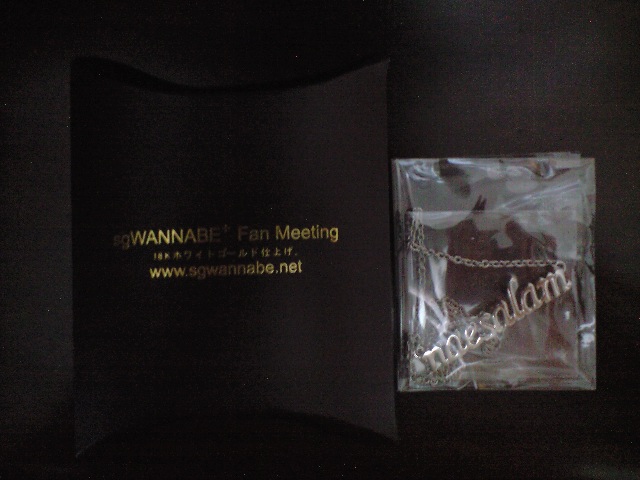 sgWANNABE+ Fan Meeting
18Kホワイトゴールド仕上げ。
www.sgwannabe.net
naesalam